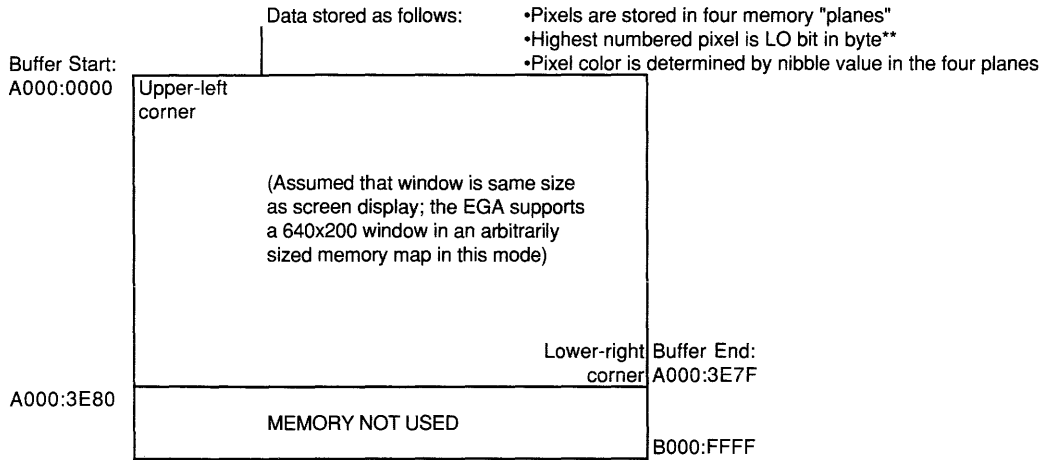 Data stored as follows: •Pixels are stored in four memory "planes"
•Highest numbered pixel is LO bit in byte**
•Pixel color is determined by nibble value in the four planes
Buffer Start:
A000:0000
Upper-left
corner
(Assumed that window is same size
as screen display; the EGA supports
a 640x200 window in an arbitrarily
sized memory map in this mode)
Lower-right
corner
Buffer End:
A000:3E7F
A000:3E80
MEMORY NOT USED
B000:FFFF